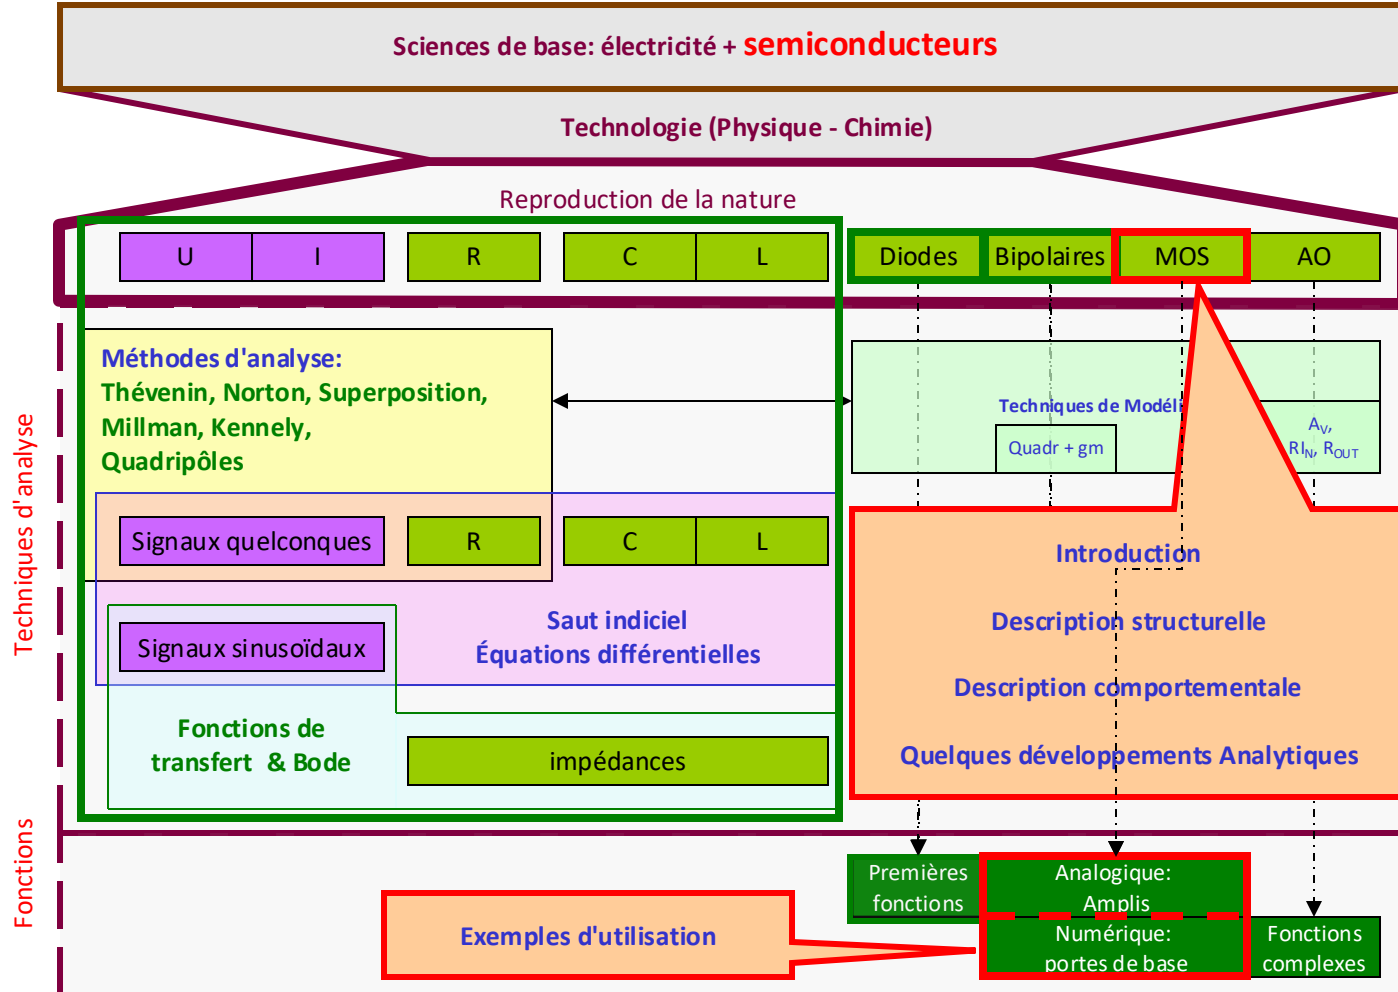 Sciences de base: électricité + semiconducteurs
Technologie (Physique - Chimie)
Reproduction de la nature
U
I
R
C
L
Diodes
Bipolaires
MOS
AO
Techniques d'analyse
Méthodes d'analyse:
Thévenin, Norton, Superposition,
Millman, Kennely,
Quadripôles
Techniques de Modéli
Quadr + gm
AV,
RIN, ROUT
Signaux quelconques
R
C
L
Saut indiciel
Équations différentielles
Signaux sinusoïdaux
Fonctions de
transfert & Bode
impédances
Introduction
Description structurelle
Description comportementale
Quelques développements Analytiques
Fonctions
Premières
fonctions
Analogique:
Amplis
Numérique:
portes de base
Fonctions
complexes
Exemples d'utilisation